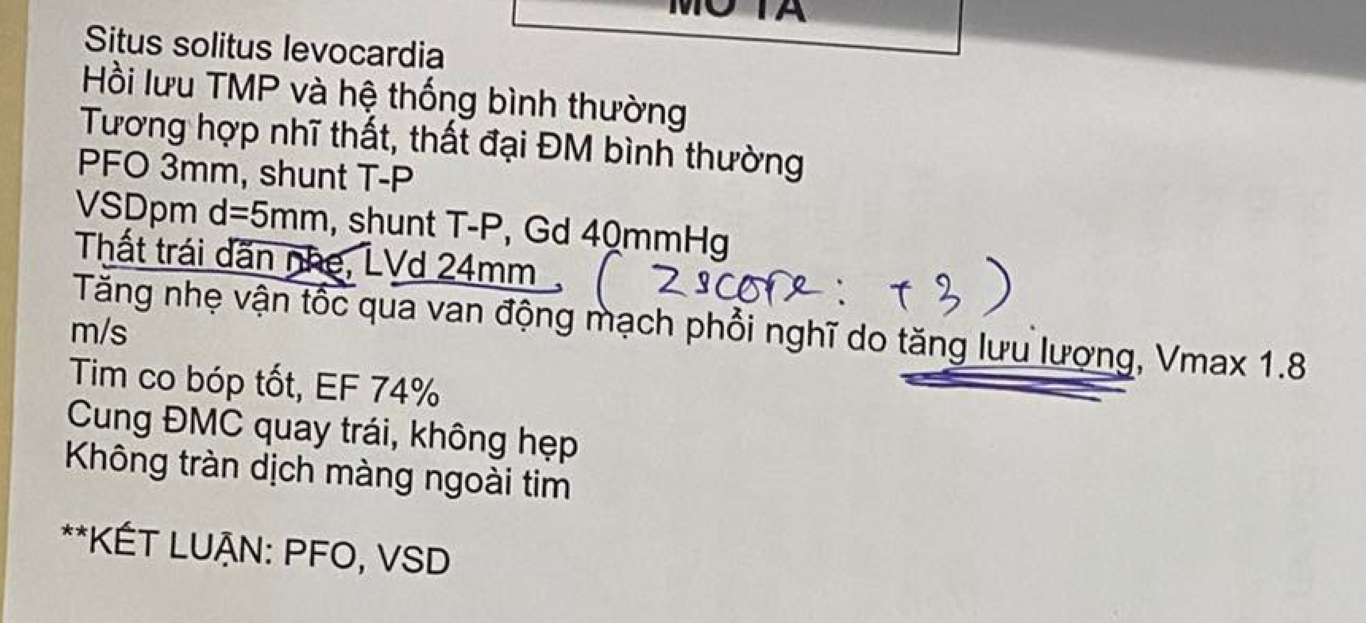 MÔ TẢ
Situs solitus levocardia
Hồi lưu TMP và hệ thống bình thường
Tương hợp nhĩ thất, thất đại ĐM bình thường
PFO 3mm, shunt T-P
VSDpm d=5mm, shunt T-P, Gd 40mmHg
Thất trái dãn nhẹ, LVd 24mm (Zscore: +3)
Tăng nhẹ vận tốc qua van động mạch phổi nghĩ do tăng lưu lượng, Vmax 1.8
m/s
Tim co bóp tốt, EF 74%
Cung ĐMC quay trái, không hẹp
Không tràn dịch màng ngoài tim
**KẾT LUẬN: PFO, VSD